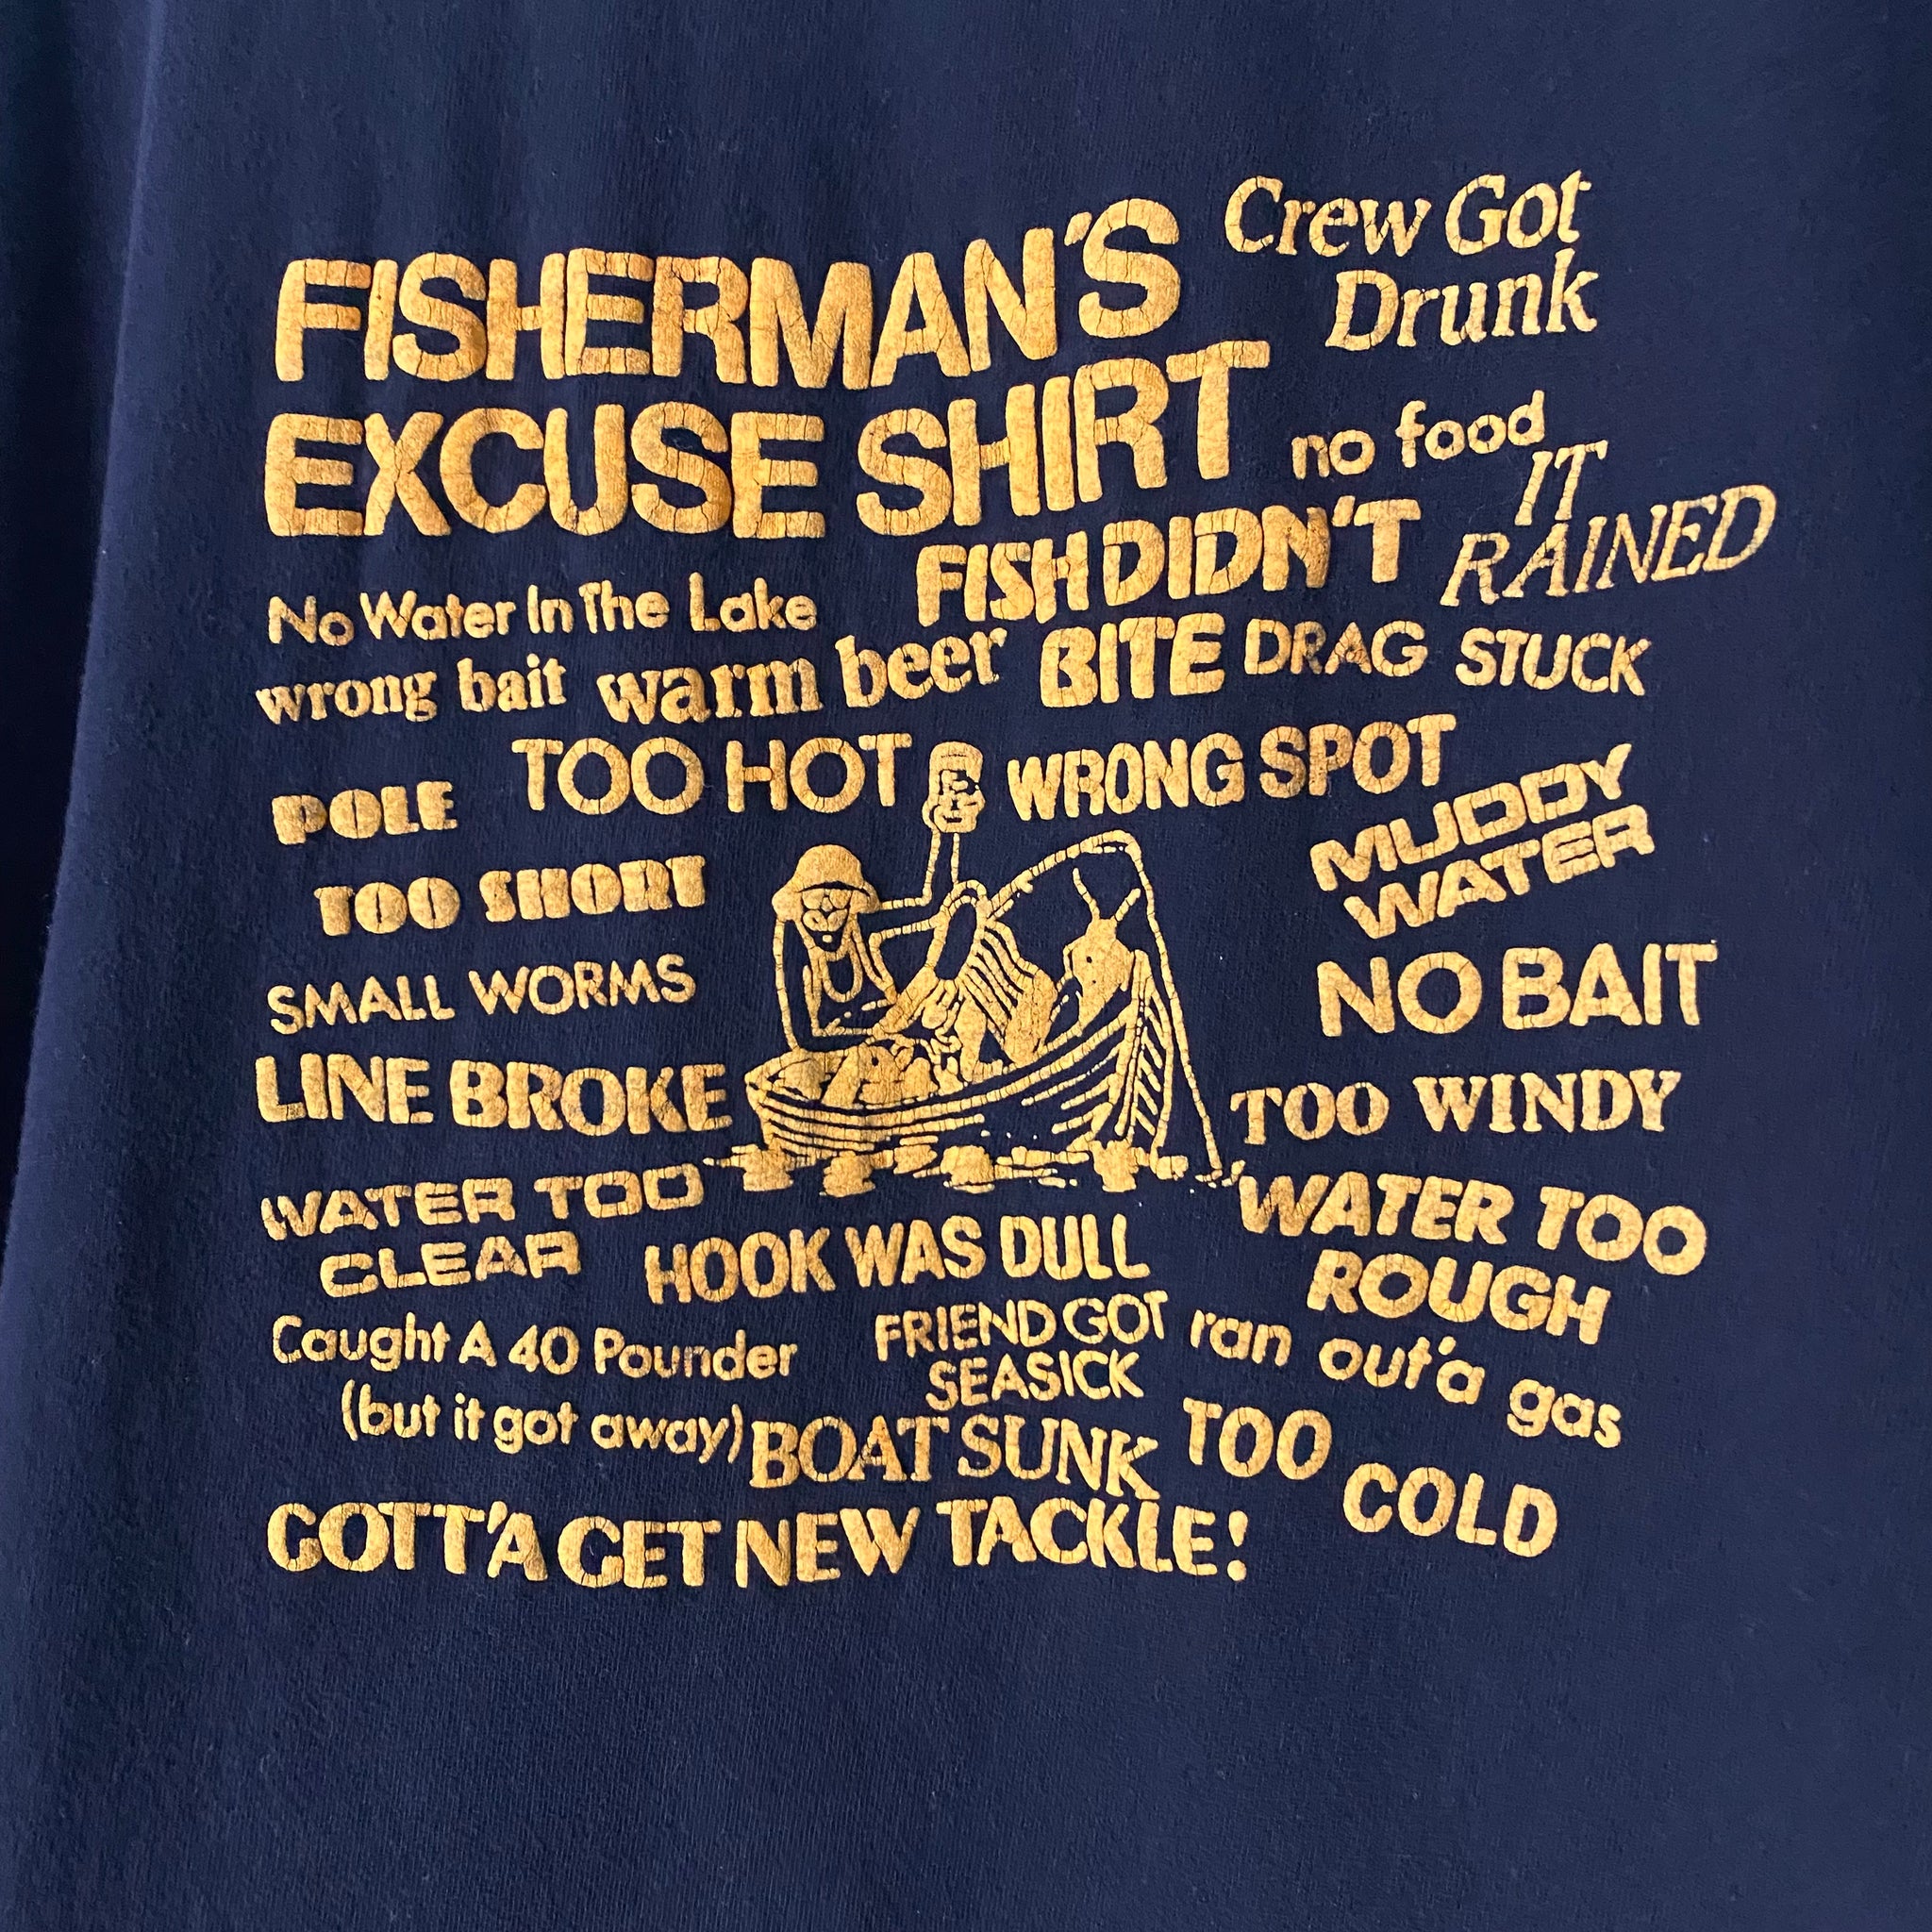 FISHERMAN'S
EXCUSE SHIRT
Crew Got
Drunk
no food
IT
RAINED
FISH DIDN'T
BITE
No Water In The Lake
wrong bait
warm beer
DRAG STUCK
POLE
TOO SHORT
TOO HOT
WRONG SPOT
MUDDY
WATER
SMALL WORMS
NO BAIT
LINE BROKE
TOO WINDY
WATER TOO
CLEAR
HOOK WAS DULL
WATER TOO
ROUGH
Caught A 40 Pounder
(but it got away)
FRIEND GOT
SEASICK
ran out'a gas
BOAT SUNK
TOO
COLD
GOTT'A GET NEW TACKLE!